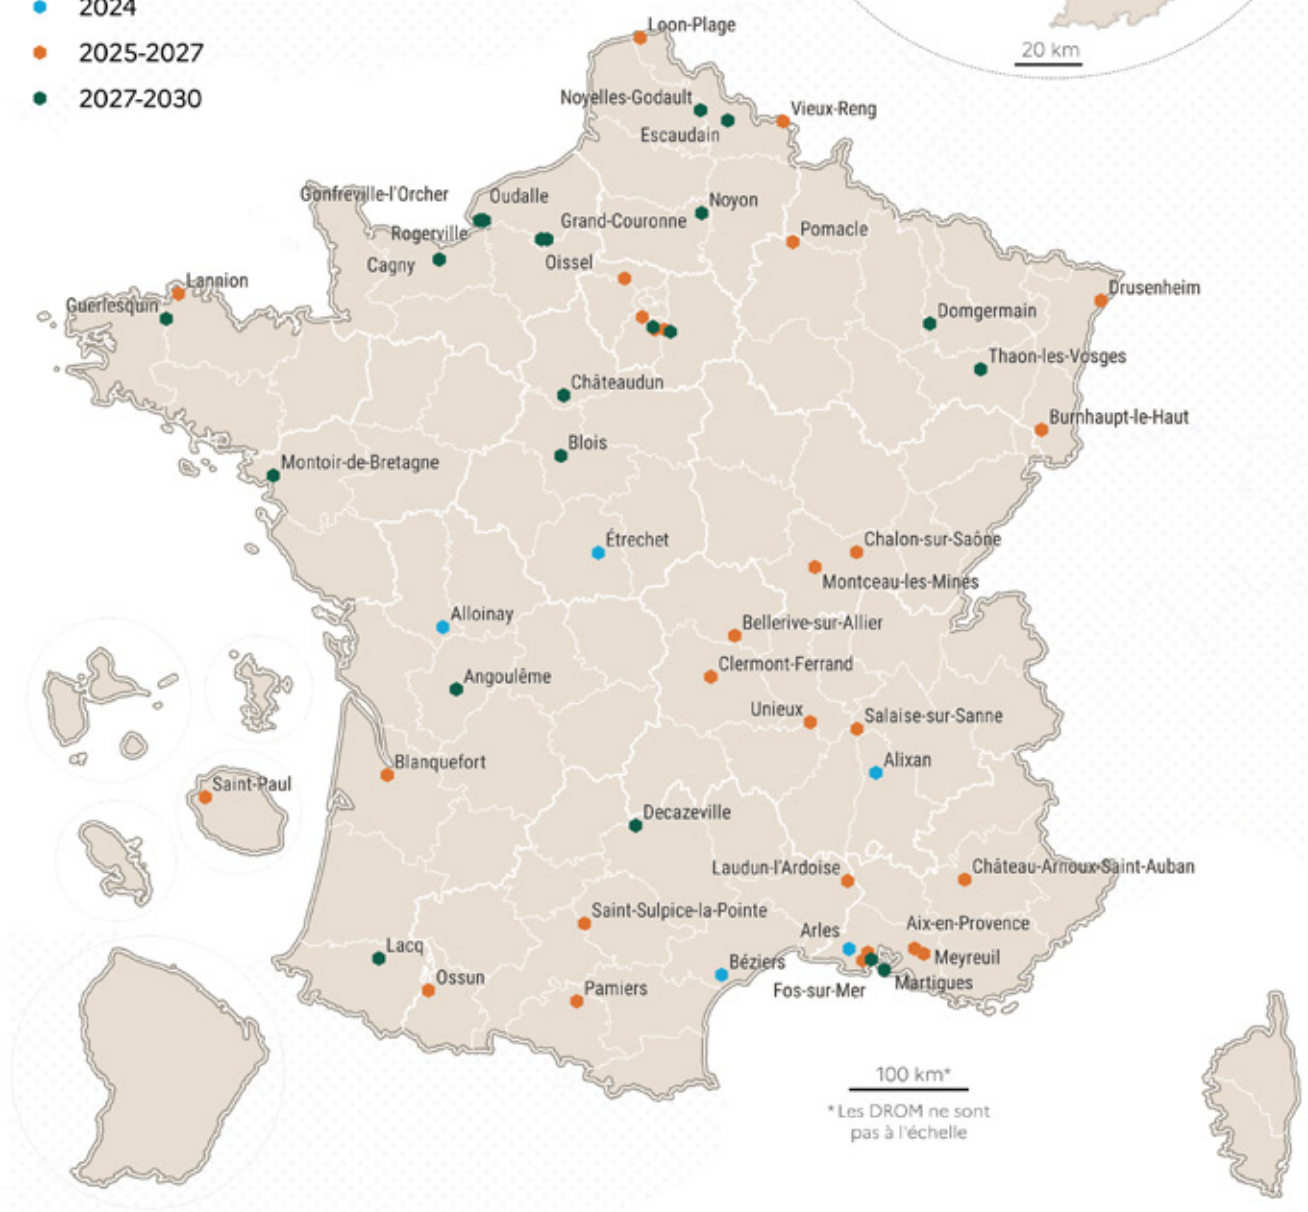 2024
2025-2027
2027-2030
20 km
Loon-Plage
Noyelles-Godault
Vieux-Reng
Escaudain
Gonfreville-l'Orcher
Oudalle
Noyon
Grand-Couronne
Rogerville
Pomacle
Cagny
Oissel
Lannion
Drusenheim
Guerlesquin
Domgermain
Thaon-les-Vosges
Châteaudun
Burnhaupt-le-Haut
Blois
Montoir-de-Bretagne
Étrechet
Chalon-sur-Saône
Montceau-les-Mines
Alloinay
Bellerive-sur-Allier
Clermont-Ferrand
Angoulême
Unieux
Salaise-sur-Sanne
Blanquefort
Alixan
Saint-Paul
Decazeville
Laudun-l'Ardoise
Château-Arnoux-Saint-Auban
Saint-Sulpice-la-Pointe
Aix-en-Provence
Arles
Lacq
Meyreuil
Béziers
Ossun
Pamiers
Fos-sur-Mer
Martigues
100 km*
*Les DROM ne sont
pas à l'échelle